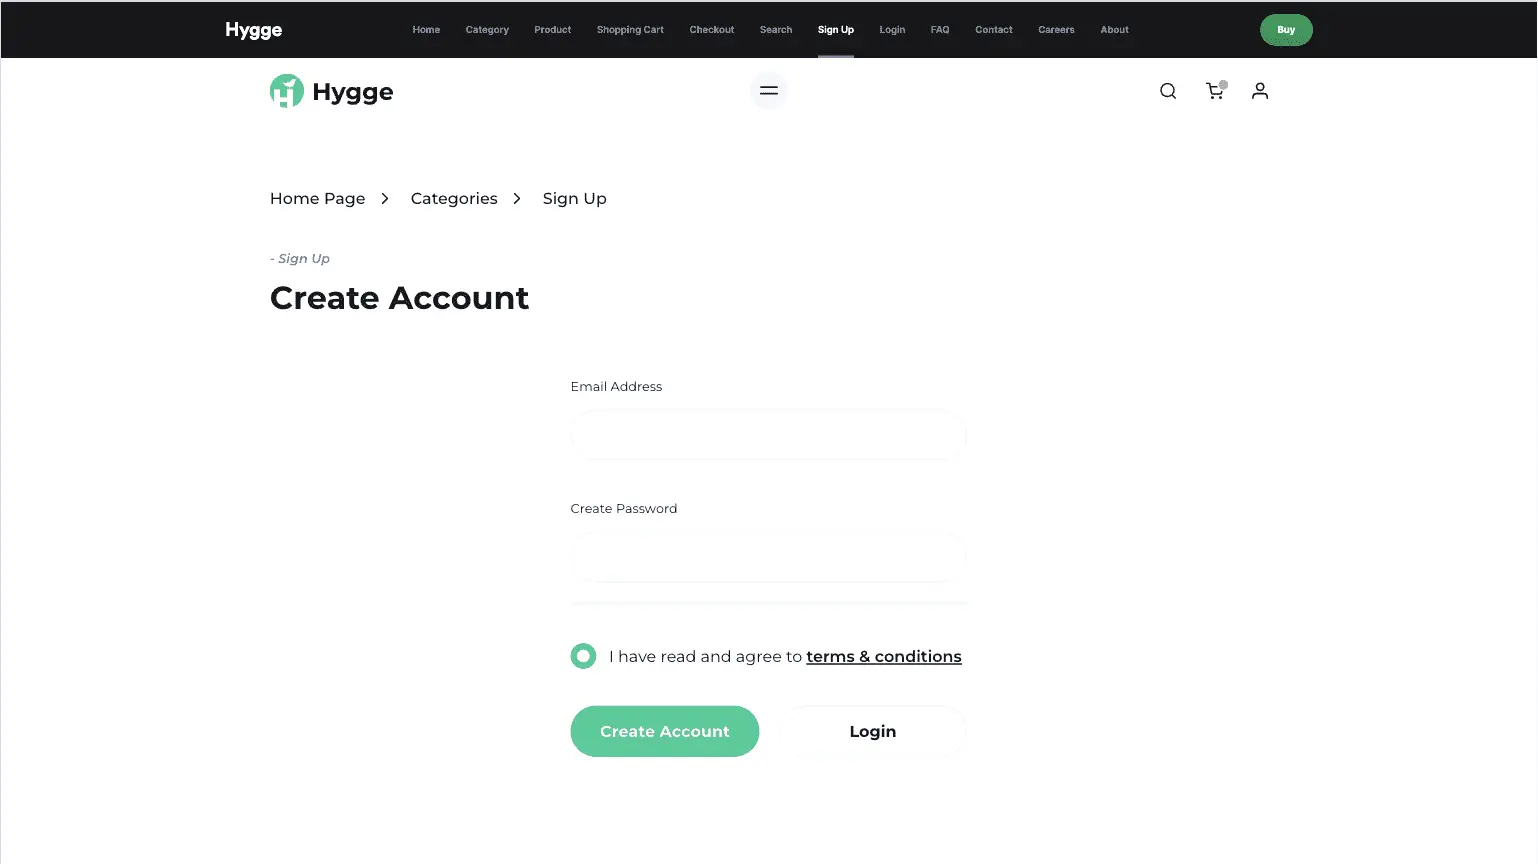 Hygge Home Category Product Shopping Cart Checkout Search Sign Up Login FAQ Contact Careers About Buy
Hygge
Home Page > Categories > Sign Up
- Sign Up
Create Account
Email Address
Create Password
I have read and agree to terms & conditions
Create Account Login